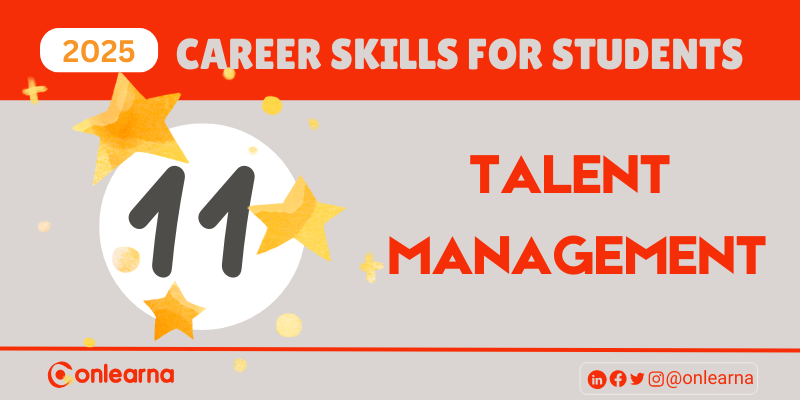 2025
CAREER SKILLS FOR STUDENTS
11
TALENT
MANAGEMENT
onlearna
@onlearna